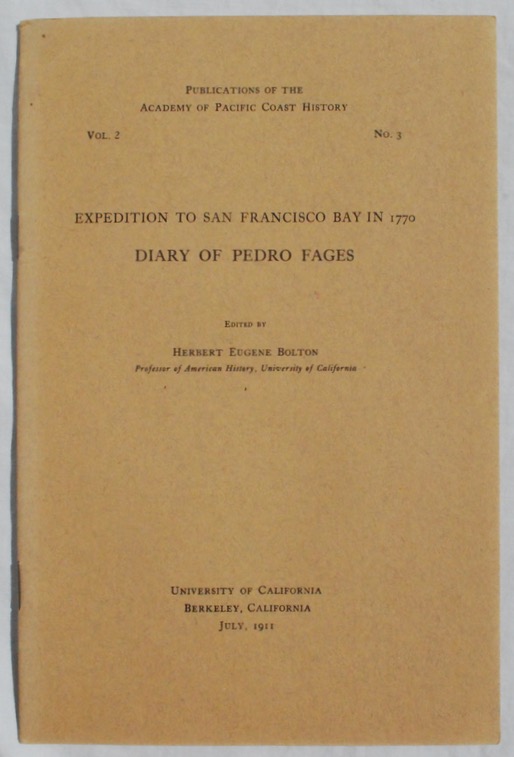 Publications of the
Academy of Pacific Coast History
Vol. 2 No. 3
EXPEDITION TO SAN FRANCISCO BAY IN 1770
DIARY OF PEDRO FAGES
Edited by
Herbert Eugene Bolton
Professor of American History, University of California
University of California
Berkeley, California
July, 1911